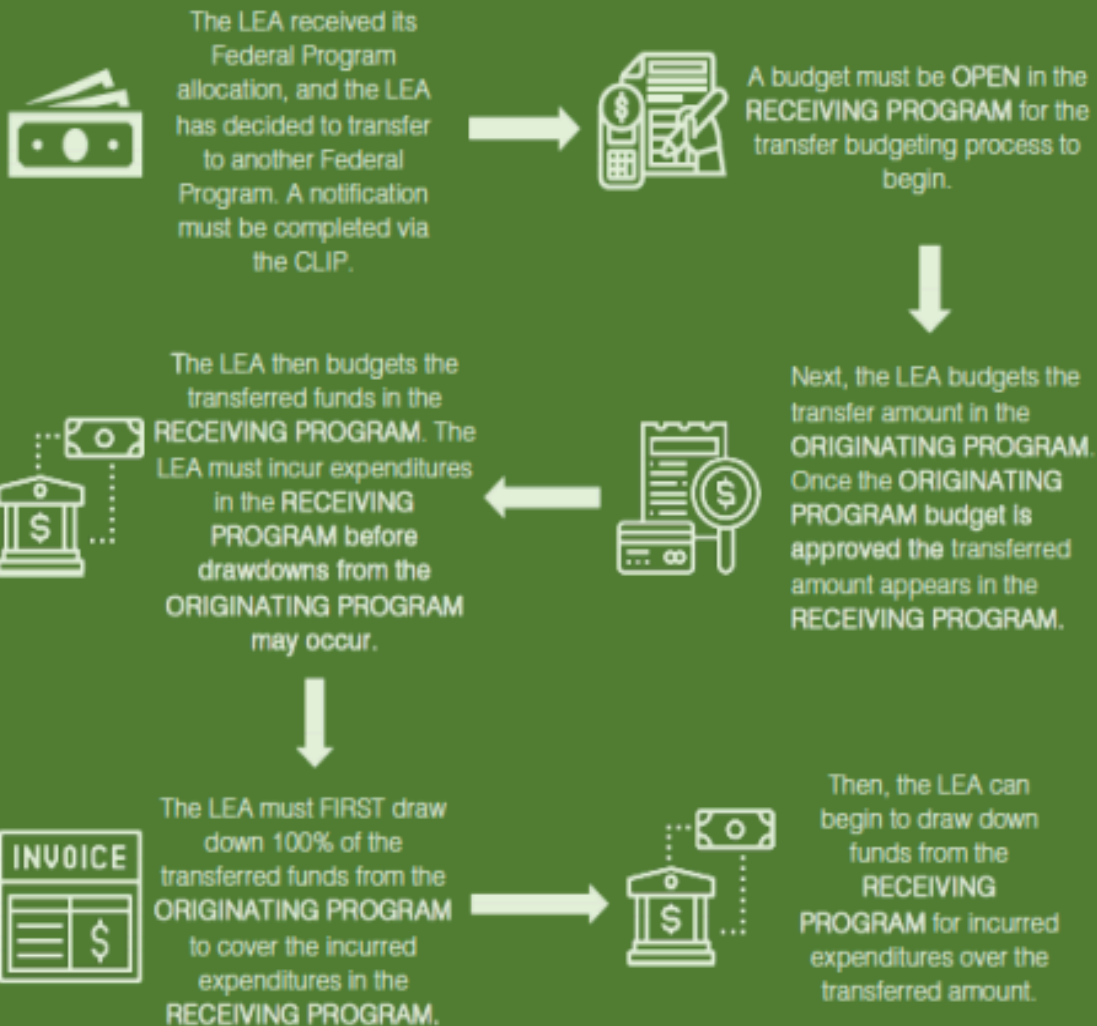 The LEA received its
Federal Program
allocation, and the LEA
has decided to transfer
to another Federal
Program. A notification
must be completed via
the CLIP.
$
A budget must be OPEN in the
RECEIVING PROGRAM for the
transfer budgeting process to
begin.
Next, the LEA budgets the
transfer amount in the
ORIGINATING PROGRAM.
Once the ORIGINATING
PROGRAM budget is
approved the transferred
amount appears in the
RECEIVING PROGRAM.
$
The LEA then budgets the
transferred funds in the
RECEIVING PROGRAM. The
LEA must incur expenditures
in the RECEIVING
PROGRAM before
drawdowns from the
ORIGINATING PROGRAM
may occur.
$
INVOICE
$
The LEA must FIRST draw
down 100% of the
transferred funds from the
ORIGINATING PROGRAM
to cover the incurred
expenditures in the
RECEIVING PROGRAM.
$
Then, the LEA can
begin to draw down
funds from the
RECEIVING
PROGRAM for incurred
expenditures over the
transferred amount.